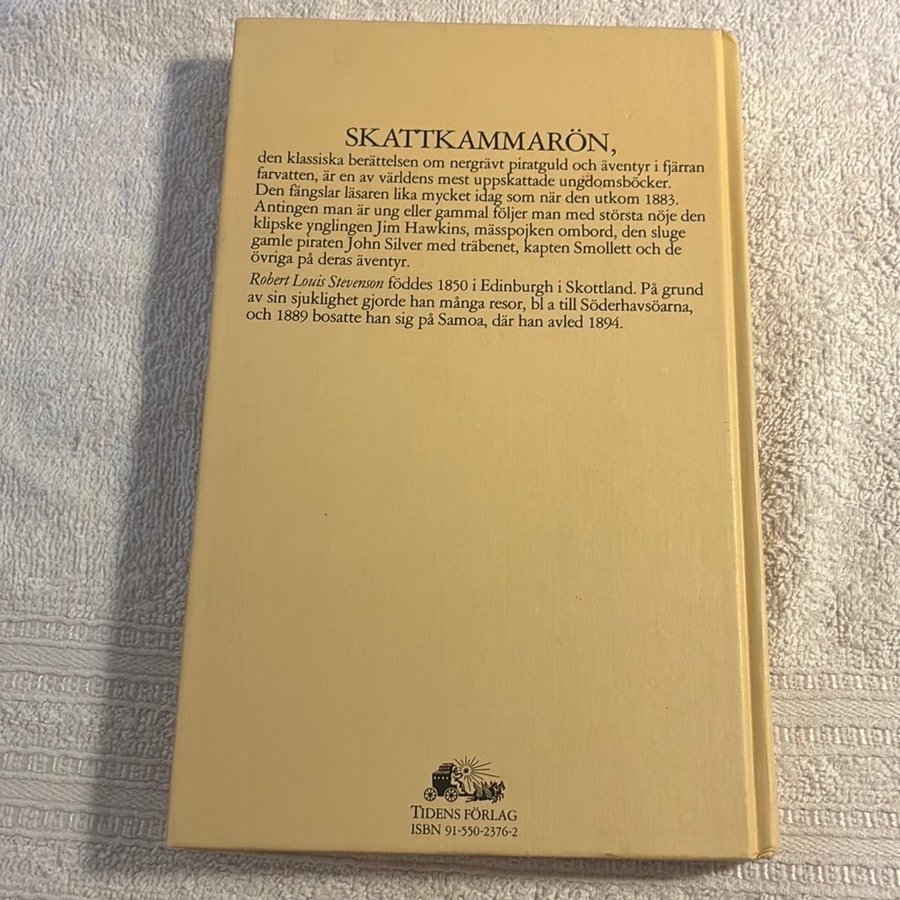 SKATTKAMMARÖN,
den klassiska berättelsen om nergrävt piratguld och äventyr i fjärran
farvatten, är en av världens mest uppskattade ungdomsböcker.
Den fångslar läsaren lika mycket idag som när den utkom 1883.
Antingen man är ung eller gammal följer man med största nöje den
klipske ynglingen Jim Hawkins, mässpojken ombord, den sluge
gamle piraten John Silver med träbenet, kapten Smollett och de
övriga på deras äventyr.
Robert Louis Stevenson föddes 1850 i Edinburgh i Skottland. På grund
av sin sjuklighet gjorde han många resor, bl a till Söderhavsöarna,
och 1889 bosatte han sig på Samoa, där han avled 1894.
TIDENS FÖRLAG
ISBN 91-550-2376-2